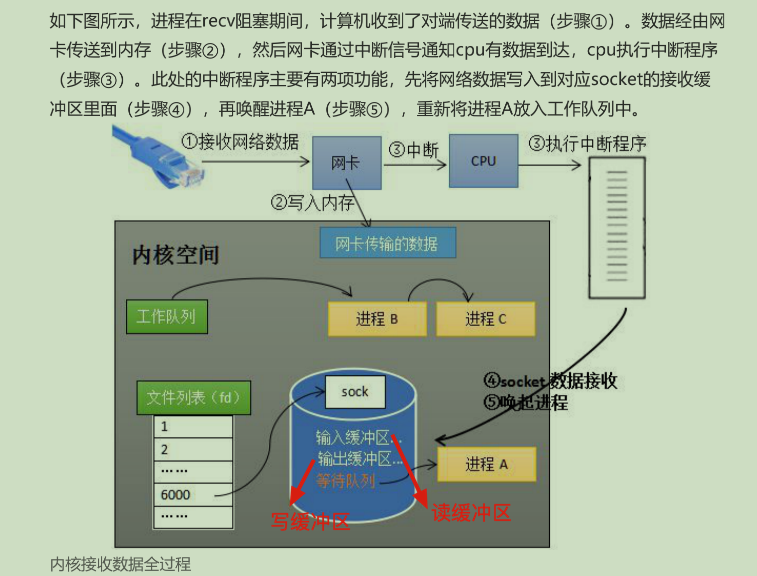 如下图所示，进程在recv阻塞期间，计算机收到了对端传送的数据（步骤①）。数据经由网
卡传送到内存（步骤②），然后网卡通过中断信号通知cpu有数据到达，cpu执行中断程序
（步骤③）。此处的中断程序主要有两项功能，先将网络数据写入到对应socket的接收缓
冲区里面（步骤④），再唤醒进程A（步骤⑤），重新将进程A放入工作队列中。
①接收网络数据
网卡
③中断
CPU
③执行中断程序
②写入内存
内核空间
网卡传输的数据
工作队列
进程 B
进程 C
④socket 数据接收
⑤唤起进程
文件列表（fd）
1
2
……
6000
……
sock
输入缓冲区...
输出缓冲区...
等待队列
进程 A
写缓冲区
读缓冲区
内核接收数据全过程